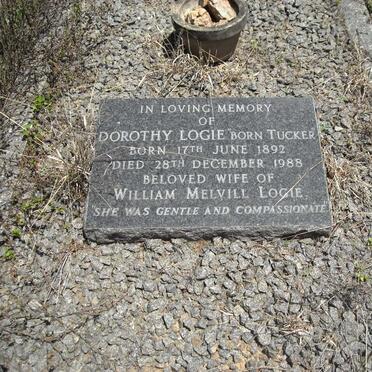 IN LOVING MEMORY
OF
DOROTHY LOGIE BORN TUCKER
BORN 17TH JUNE 1892
DIED 28TH DECEMBER 1988
BELOVED WIFE OF
WILLIAM MELVILL LOGIE
SHE WAS GENTLE AND COMPASSIONATE